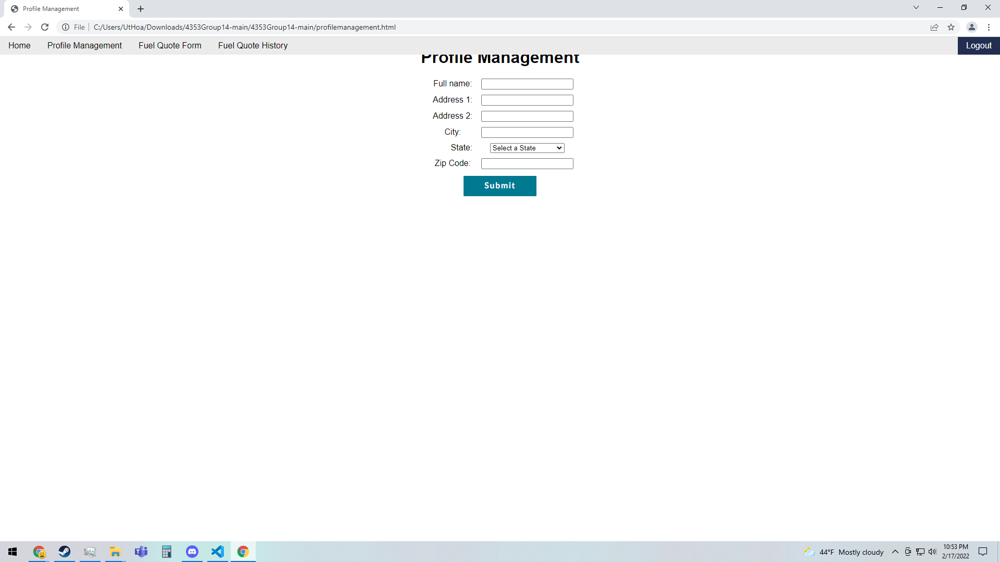 Profile Management
File
C:/Users/UtHoa/Downloads/4353Group14-main/4353Group14-main/profilemanagement.html
Home Profile Management Fuel Quote Form Fuel Quote History Logout
Profile Management
Full name:
Address 1:
Address 2:
City:
State: Select a State
Zip Code:
Submit
44°F Mostly cloudy
10:53 PM
2/17/2022